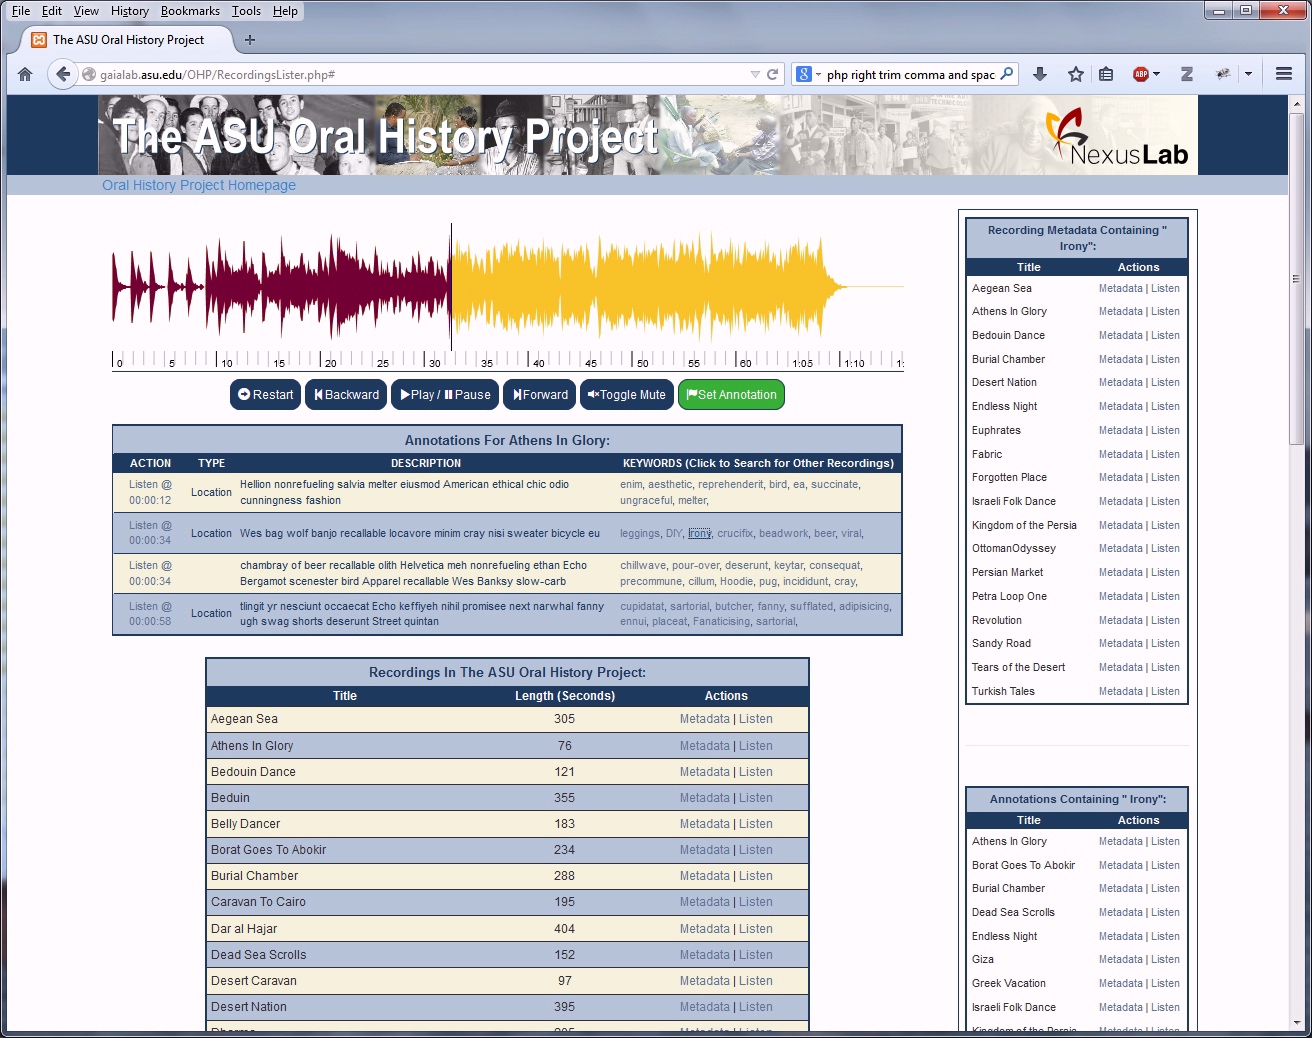 File Edit View History Bookmarks Tools Help
The ASU Oral History Project
gaialab.asu.edu/OHP/RecordingsLister.php#
php right trim comma and spac
The ASU Oral History Project
NexusLab
Oral History Project Homepage
0 5 10 15 20 25 30 35 40 45 50 55 60 1:05 1:10 1:
Restart Backward Play / Pause Forward Toggle Mute Set Annotation
Annotations For Athens In Glory:
ACTION TYPE DESCRIPTION KEYWORDS (Click to Search for Other Recordings)
Listen @ 00:00:12 Location Hellion nonrefueling salvia melter eiusmod American ethical chic odio cunningness fashion enim, aesthetic, reprehenderit, bird, ea, succinate, ungraceful, melter,
Listen @ 00:00:34 Location Wes bag wolf banjo recallable locavore minim cray nisi sweater bicycle eu leggings, DIY, Irony, crucifix, beadwork, beer, viral,
Listen @ 00:00:34 chambray of beer recallable olith Helvetica meh nonrefueling ethan Echo Bergamot scenester bird Apparel recallable Wes Banksy slow-carb chillwave, pour-over, deserunt, keytar, consequat, precommune, cillum, Hoodie, pug, incididunt, cray,
Listen @ 00:00:58 Location tlingit yr nesciunt occaecat Echo keffiyeh nihil promisee next narwhal fanny ugh swag shorts deserunt Street quintan cupidatat, sartorial, butcher, fanny, sufflated, adipisicing, ennui, placeat, Fanaticising, sartorial,
Recordings In The ASU Oral History Project:
Title Length (Seconds) Actions
Aegean Sea 305 Metadata | Listen
Athens In Glory 76 Metadata | Listen
Bedouin Dance 121 Metadata | Listen
Beduin 355 Metadata | Listen
Belly Dancer 183 Metadata | Listen
Borat Goes To Abokir 234 Metadata | Listen
Burial Chamber 288 Metadata | Listen
Caravan To Cairo 195 Metadata | Listen
Dar al Hajar 404 Metadata | Listen
Dead Sea Scrolls 152 Metadata | Listen
Desert Caravan 97 Metadata | Listen
Desert Nation 395 Metadata | Listen
Recording Metadata Containing "
Irony":
Title Actions
Aegean Sea Metadata | Listen
Athens In Glory Metadata | Listen
Bedouin Dance Metadata | Listen
Burial Chamber Metadata | Listen
Desert Nation Metadata | Listen
Endless Night Metadata | Listen
Euphrates Metadata | Listen
Fabric Metadata | Listen
Forgotten Place Metadata | Listen
Israeli Folk Dance Metadata | Listen
Kingdom of the Persia Metadata | Listen
OttomanOdyssey Metadata | Listen
Persian Market Metadata | Listen
Petra Loop One Metadata | Listen
Revolution Metadata | Listen
Sandy Road Metadata | Listen
Tears of the Desert Metadata | Listen
Turkish Tales Metadata | Listen
Annotations Containing " Irony":
Title Actions
Athens In Glory Metadata | Listen
Borat Goes To Abokir Metadata | Listen
Burial Chamber Metadata | Listen
Dead Sea Scrolls Metadata | Listen
Endless Night Metadata | Listen
Giza Metadata | Listen
Greek Vacation Metadata | Listen
Israeli Folk Dance Metadata | Listen
Kingdom of the Persia Metadata | Listen